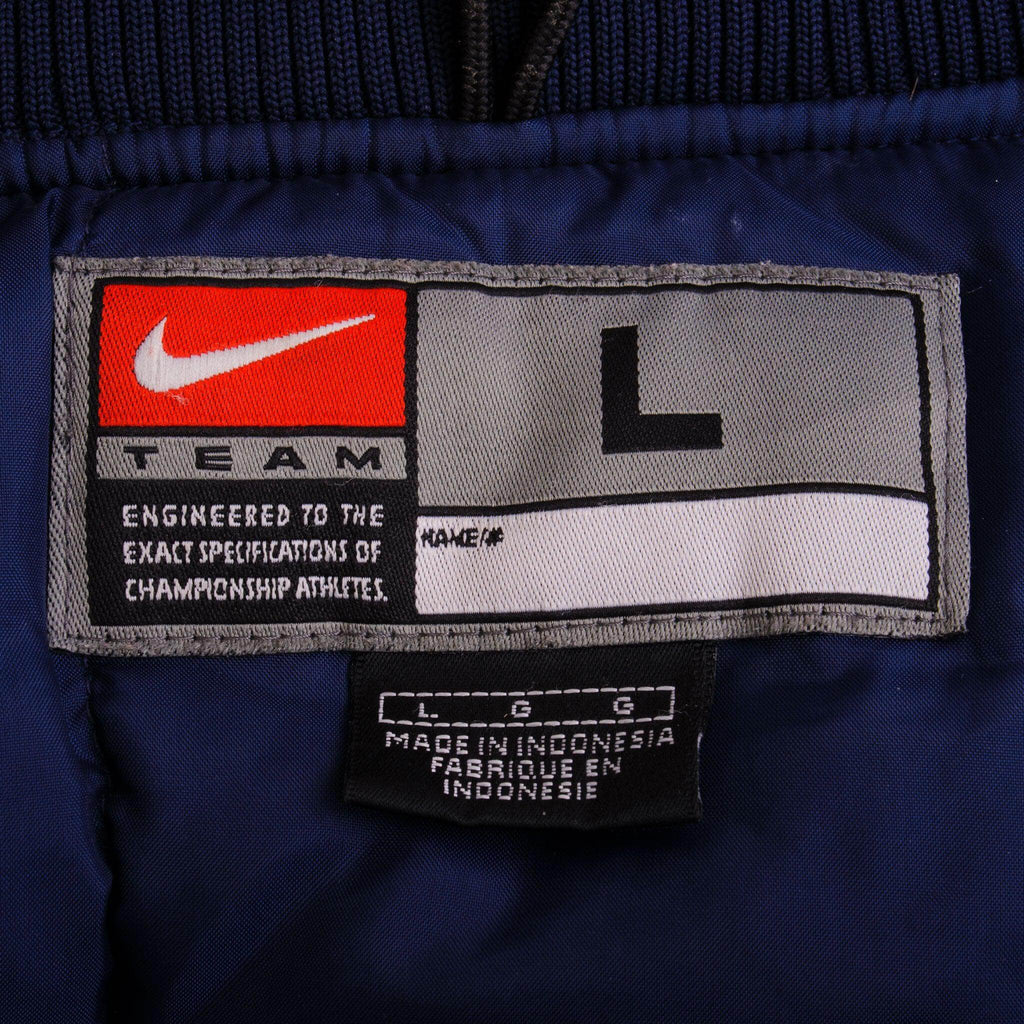 L
TEAM
ENGINEERED TO THE
EXACT SPECIFICATIONS OF
CHAMPIONSHIP ATHLETES.
NAME/#
L G G
MADE IN INDONESIA
FABRIQUE EN
INDONESIE